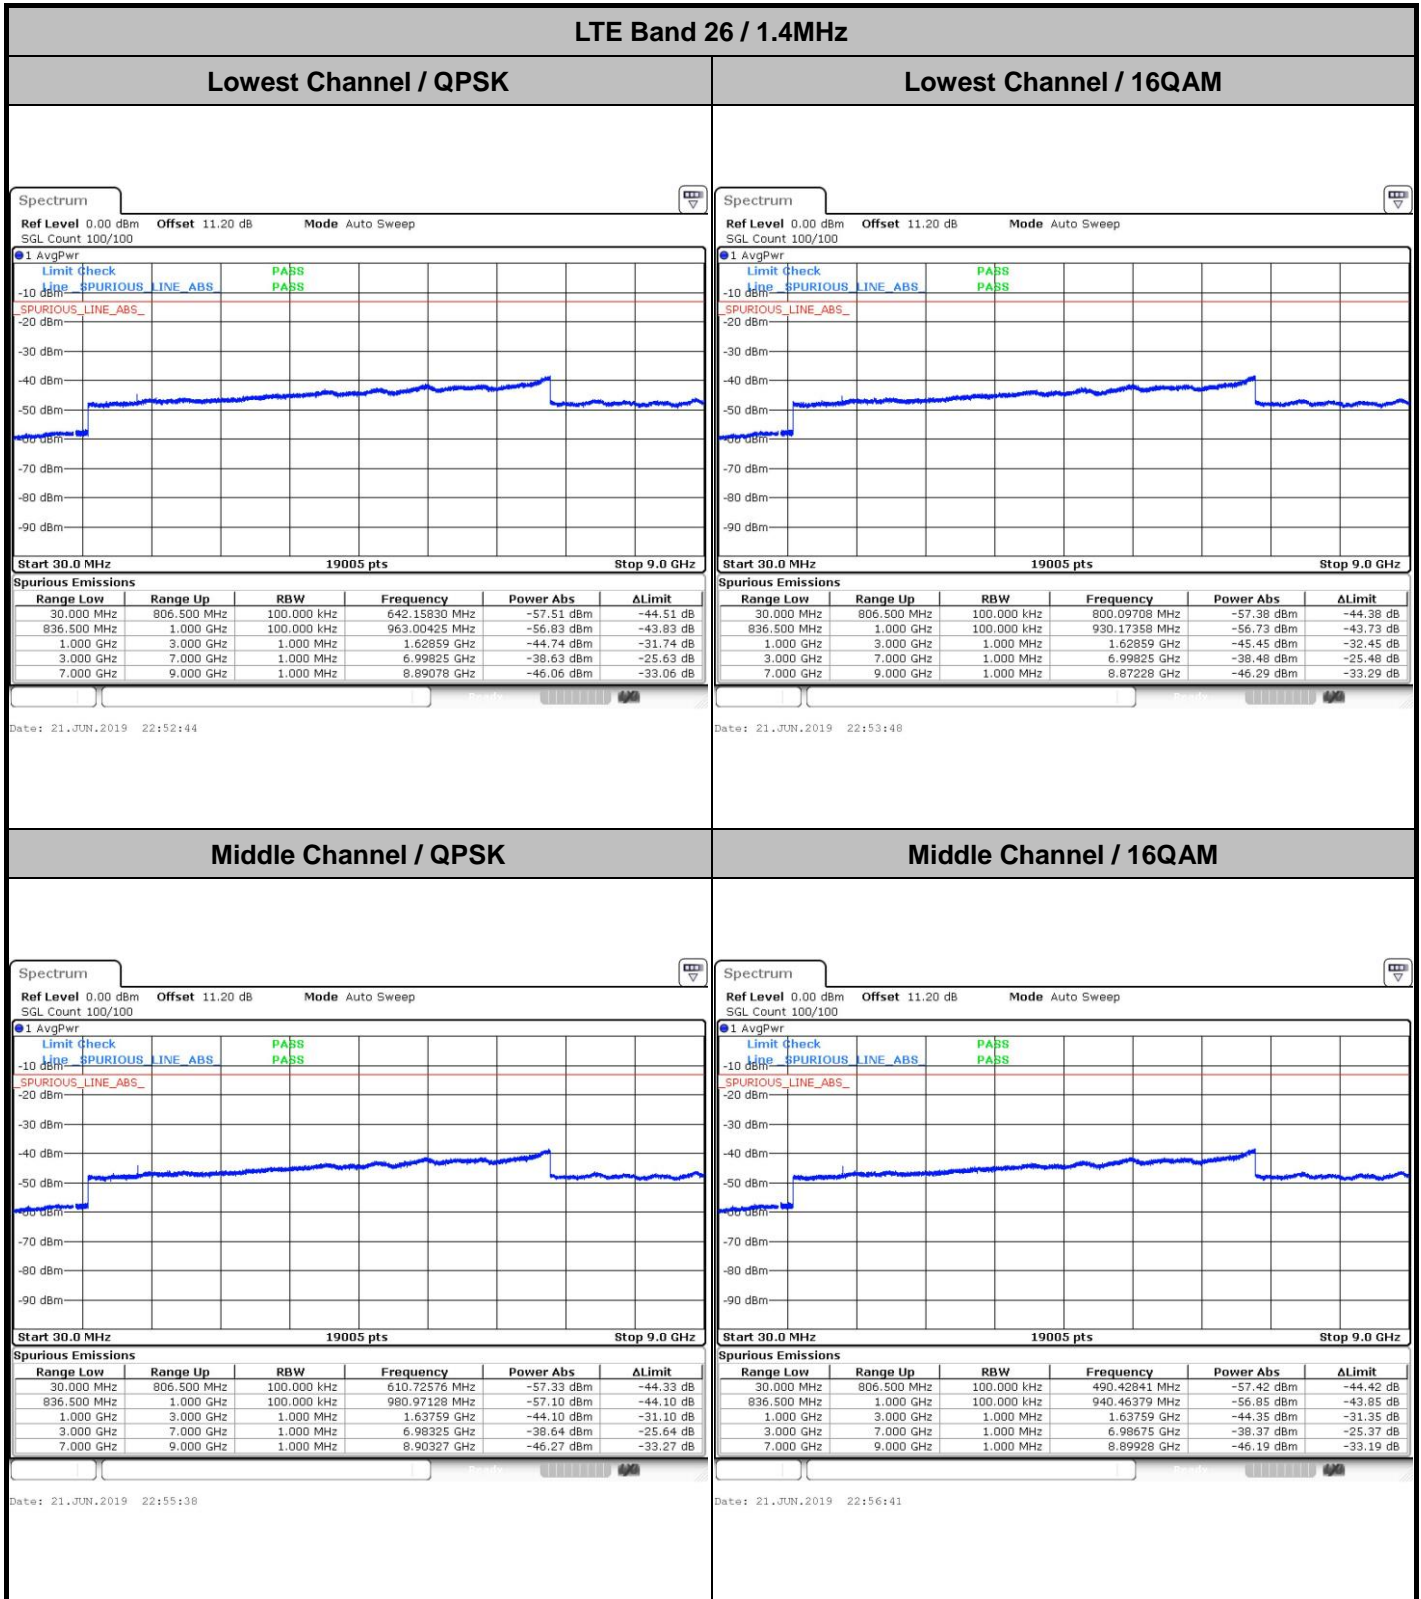 LTE Band 26 / 1.4MHz
Lowest Channel / QPSK
Lowest Channel / 16QAM
Spectrum
Ref Level 0.00 dBm Offset 11.20 dB Mode Auto Sweep
SGL Count 100/100
1 AvgPwr
Limit Check PASS
Line _SPURIOUS_LINE_ABS_ PASS
-10 dBm
_SPURIOUS_LINE_ABS_
-20 dBm
-30 dBm
-40 dBm
-50 dBm
-60 dBm
-70 dBm
-80 dBm
-90 dBm
Start 30.0 MHz 19005 pts Stop 9.0 GHz
Spurious Emissions
Range Low Range Up RBW Frequency Power Abs ΔLimit
30.000 MHz 806.500 MHz 100.000 kHz 642.15830 MHz -57.51 dBm -44.51 dB
836.500 MHz 1.000 GHz 100.000 kHz 963.00425 MHz -56.83 dBm -43.83 dB
1.000 GHz 3.000 GHz 1.000 MHz 1.62859 GHz -44.74 dBm -31.74 dB
3.000 GHz 7.000 GHz 1.000 MHz 6.99825 GHz -38.63 dBm -25.63 dB
7.000 GHz 9.000 GHz 1.000 MHz 8.89078 GHz -46.06 dBm -33.06 dB
Date: 21.JUN.2019 22:52:44
Spectrum
Ref Level 0.00 dBm Offset 11.20 dB Mode Auto Sweep
SGL Count 100/100
1 AvgPwr
Limit Check PASS
Line _SPURIOUS_LINE_ABS_ PASS
-10 dBm
_SPURIOUS_LINE_ABS_
-20 dBm
-30 dBm
-40 dBm
-50 dBm
-60 dBm
-70 dBm
-80 dBm
-90 dBm
Start 30.0 MHz 19005 pts Stop 9.0 GHz
Spurious Emissions
Range Low Range Up RBW Frequency Power Abs ΔLimit
30.000 MHz 806.500 MHz 100.000 kHz 800.09708 MHz -57.38 dBm -44.38 dB
836.500 MHz 1.000 GHz 100.000 kHz 930.17358 MHz -56.73 dBm -43.73 dB
1.000 GHz 3.000 GHz 1.000 MHz 1.62859 GHz -45.45 dBm -32.45 dB
3.000 GHz 7.000 GHz 1.000 MHz 6.99825 GHz -38.48 dBm -25.48 dB
7.000 GHz 9.000 GHz 1.000 MHz 8.87228 GHz -46.29 dBm -33.29 dB
Date: 21.JUN.2019 22:53:48
Middle Channel / QPSK
Middle Channel / 16QAM
Spectrum
Ref Level 0.00 dBm Offset 11.20 dB Mode Auto Sweep
SGL Count 100/100
1 AvgPwr
Limit Check PASS
Line _SPURIOUS_LINE_ABS_ PASS
-10 dBm
_SPURIOUS_LINE_ABS_
-20 dBm
-30 dBm
-40 dBm
-50 dBm
-60 dBm
-70 dBm
-80 dBm
-90 dBm
Start 30.0 MHz 19005 pts Stop 9.0 GHz
Spurious Emissions
Range Low Range Up RBW Frequency Power Abs ΔLimit
30.000 MHz 806.500 MHz 100.000 kHz 610.72576 MHz -57.33 dBm -44.33 dB
836.500 MHz 1.000 GHz 100.000 kHz 980.97128 MHz -57.10 dBm -44.10 dB
1.000 GHz 3.000 GHz 1.000 MHz 1.63759 GHz -44.10 dBm -31.10 dB
3.000 GHz 7.000 GHz 1.000 MHz 6.98325 GHz -38.64 dBm -25.64 dB
7.000 GHz 9.000 GHz 1.000 MHz 8.90327 GHz -46.27 dBm -33.27 dB
Date: 21.JUN.2019 22:55:38
Spectrum
Ref Level 0.00 dBm Offset 11.20 dB Mode Auto Sweep
SGL Count 100/100
1 AvgPwr
Limit Check PASS
Line _SPURIOUS_LINE_ABS_ PASS
-10 dBm
_SPURIOUS_LINE_ABS_
-20 dBm
-30 dBm
-40 dBm
-50 dBm
-60 dBm
-70 dBm
-80 dBm
-90 dBm
Start 30.0 MHz 19005 pts Stop 9.0 GHz
Spurious Emissions
Range Low Range Up RBW Frequency Power Abs ΔLimit
30.000 MHz 806.500 MHz 100.000 kHz 490.42841 MHz -57.42 dBm -44.42 dB
836.500 MHz 1.000 GHz 100.000 kHz 940.46379 MHz -56.85 dBm -43.85 dB
1.000 GHz 3.000 GHz 1.000 MHz 1.63759 GHz -44.35 dBm -31.35 dB
3.000 GHz 7.000 GHz 1.000 MHz 6.98675 GHz -38.37 dBm -25.37 dB
7.000 GHz 9.000 GHz 1.000 MHz 8.89928 GHz -46.19 dBm -33.19 dB
Date: 21.JUN.2019 22:56:41